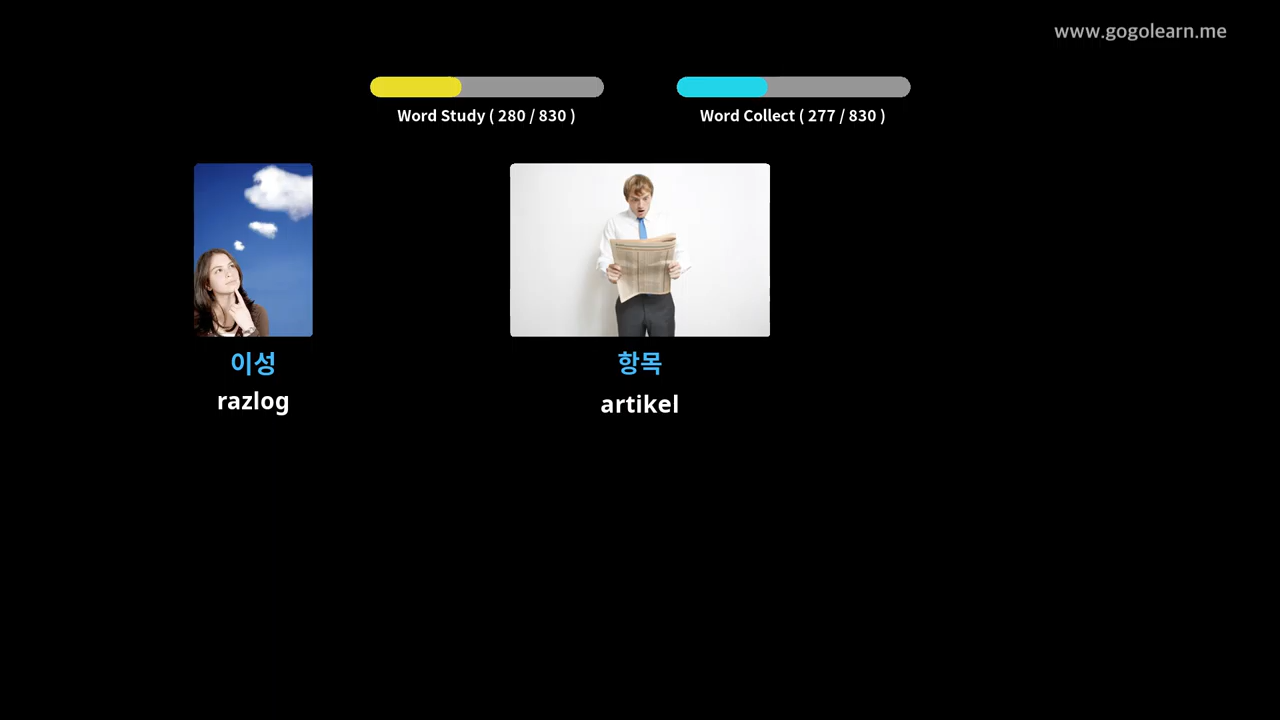 www.gogolearn.me
Word Study ( 280 / 830 )
Word Collect ( 277 / 830 )
이성
razlog
항목
artikel